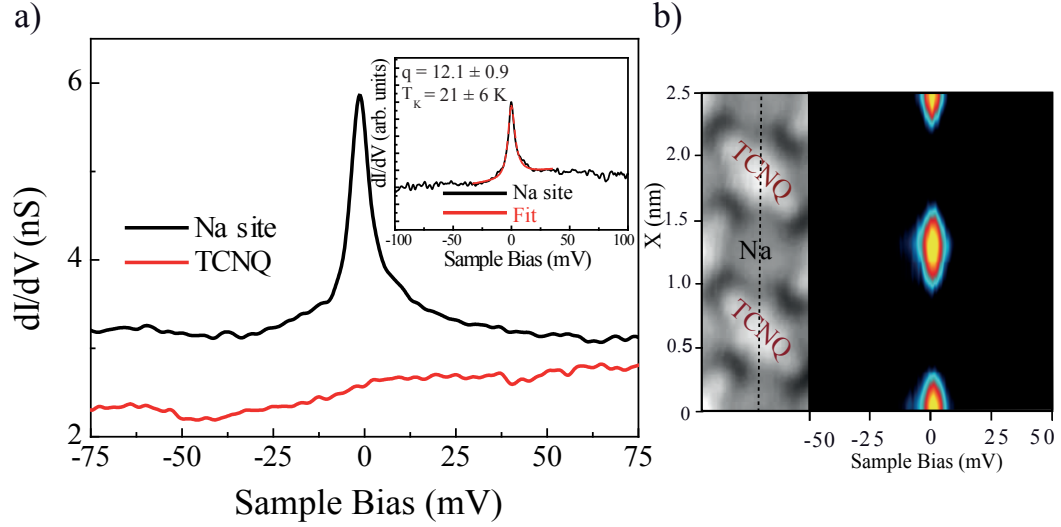 a)
dI/dV (nS)
6
4
2
-75
-50
-25
0
25
50
75
Sample Bias (mV)
Na site
TCNQ
q = 12.1 ± 0.9
T_K = 21 ± 6 K
dI/dV (arb. units)
Na site
Fit
-100
-50
0
50
100
Sample Bias (mV)
b)
X (nm)
2.5
2.0
1.5
1.0
0.5
0
TCNQ
Na
TCNQ
-50
-25
0
25
50
Sample Bias (mV)